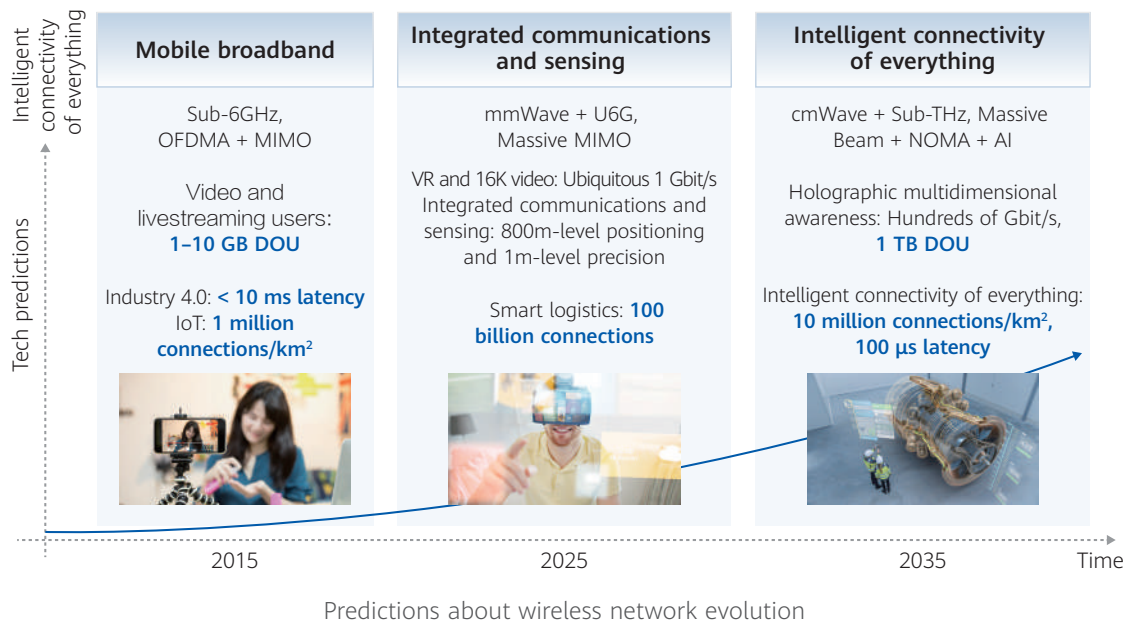 Intelligent
connectivity
of everything
Tech predictions
Mobile broadband
Sub-6GHz,
OFDMA + MIMO
Video and
livestreaming users:
1–10 GB DOU
Industry 4.0: < 10 ms latency
IoT: 1 million
connections/km²
2015
Integrated communications
and sensing
mmWave + U6G,
Massive MIMO
VR and 16K video: Ubiquitous 1 Gbit/s
Integrated communications and
sensing: 800m-level positioning
and 1m-level precision
Smart logistics: 100
billion connections
2025
Intelligent connectivity
of everything
cmWave + Sub-THz, Massive
Beam + NOMA + AI
Holographic multidimensional
awareness: Hundreds of Gbit/s,
1 TB DOU
Intelligent connectivity of everything:
10 million connections/km²,
100 µs latency
2035
Time
Predictions about wireless network evolution